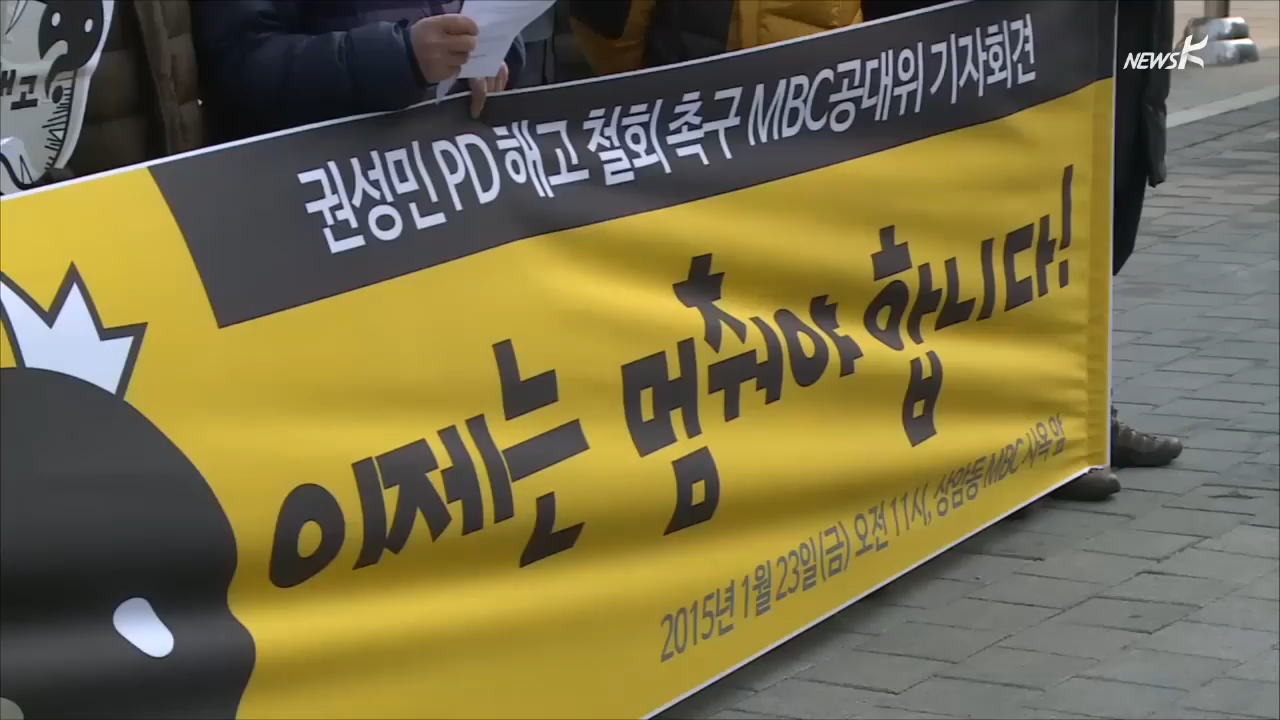 NEWSK
해고
권성민 PD 해고 철회 촉구 MBC공대위 기자회견
이제는 멈춰야 합니다!
2015년 1월 23일(금) 오전 11시, 상암동 MBC 사옥 앞